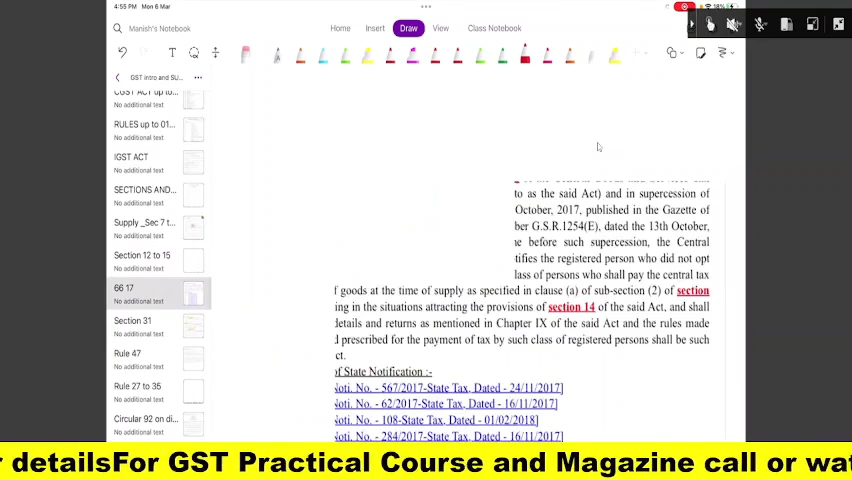 4:55 PM Mon 6 Mar
18%
Manish's Notebook
Home
Insert
Draw
View
Class Notebook
GST intro and SU...
CGST ACT up to...
No additional text
RULES up to 01...
No additional text
IGST ACT
No additional text
SECTIONS AND...
No additional text
Supply _Sec 7 t...
No additional text
Section 12 to 15
No additional text
66 17
No additional text
Section 31
No additional text
Rule 47
No additional text
Rule 27 to 35
No additional text
Circular 92 on di...
No additional text
to as the said Act) and in supercession of
October, 2017, published in the Gazette of
ber G.S.R.1254(E), dated the 13th October,
e before such supercession, the Central
tifies the registered person who did not opt
lass of persons who shall pay the central tax
f goods at the time of supply as specified in clause (a) of sub-section (2) of section
ing in the situations attracting the provisions of section 14 of the said Act, and shall
details and returns as mentioned in Chapter IX of the said Act and the rules made
d prescribed for the payment of tax by such class of registered persons shall be such
ct.
of State Notification :-
Noti. No. - 567/2017-State Tax, Dated - 24/11/2017]
Noti. No. - 62/2017-State Tax, Dated - 16/11/2017]
Noti. No. - 108-State Tax, Dated - 01/02/2018]
Noti. No. - 284/2017-State Tax, Dated - 16/11/2017]
r detailsFor GST Practical Course and Magazine call or wat